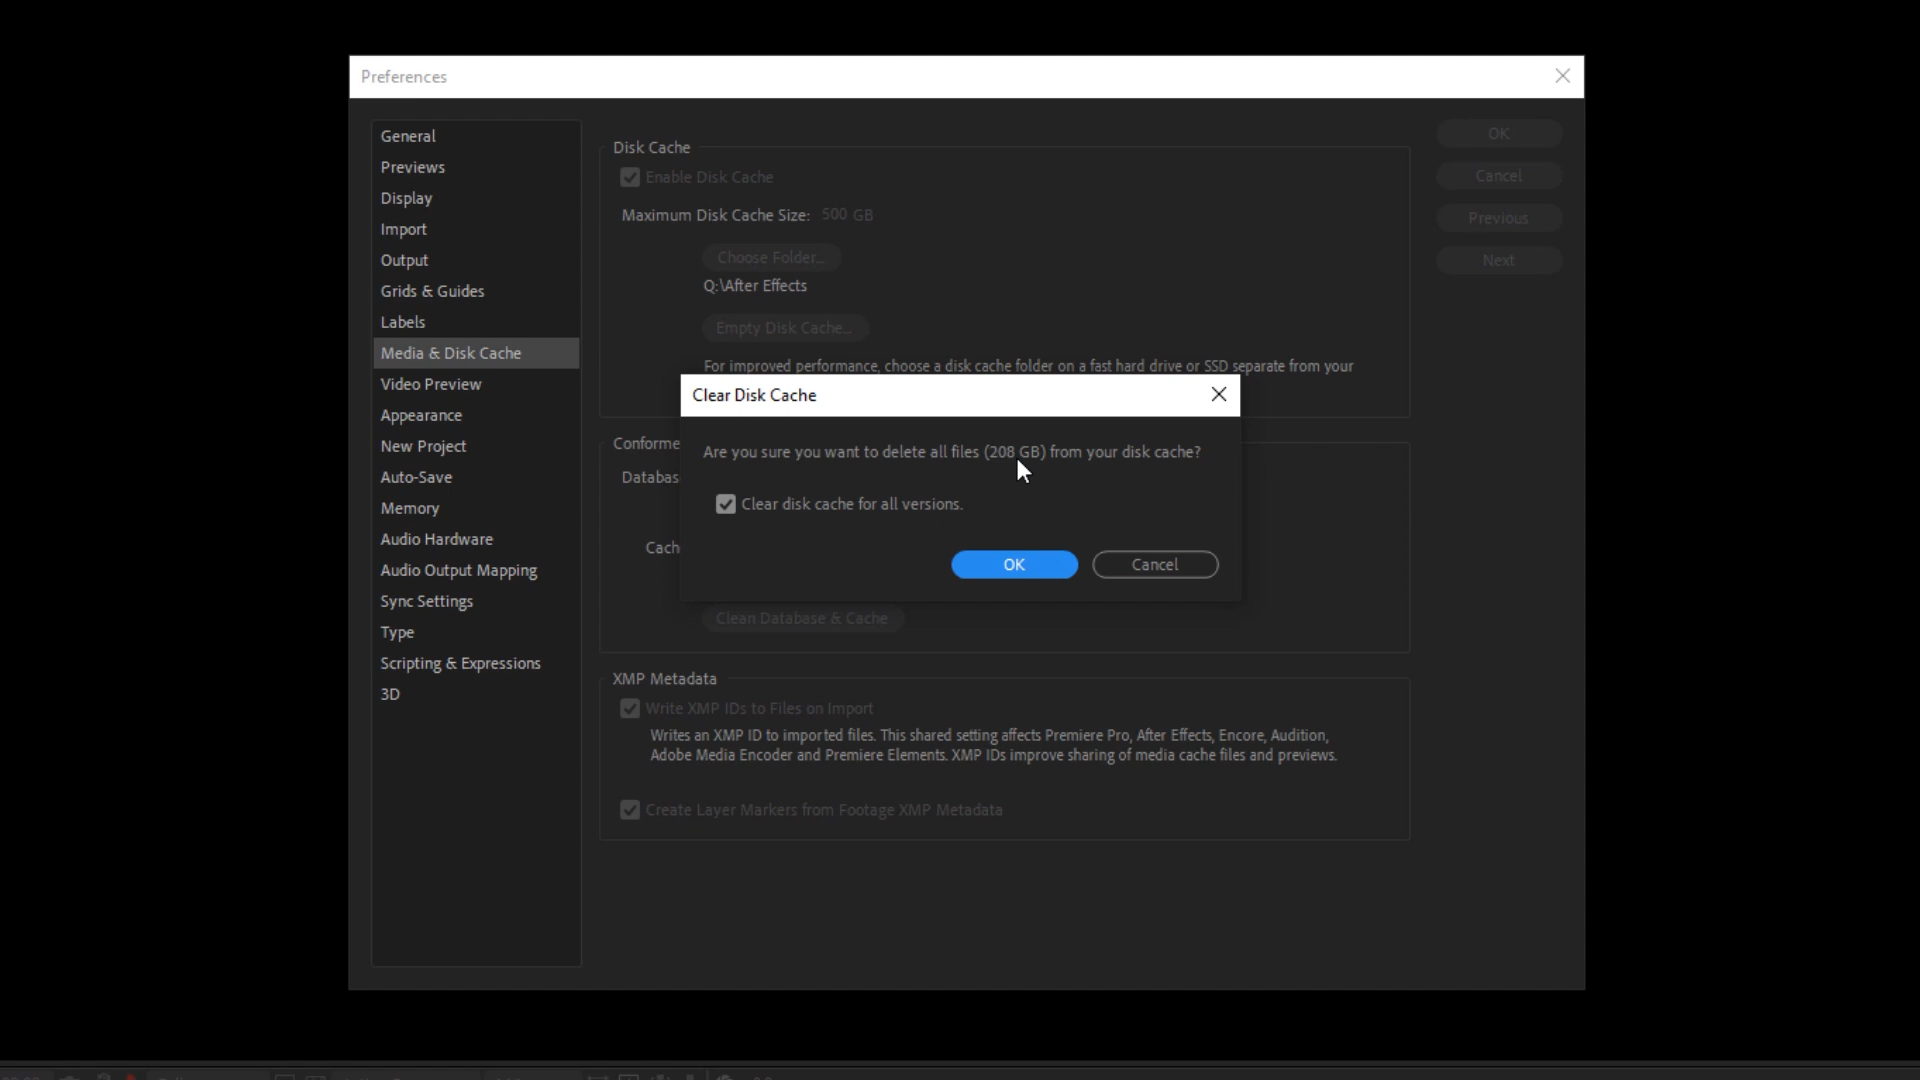 Preferences
General
Previews
Display
Import
Output
Grids & Guides
Labels
Media & Disk Cache
Video Preview
Appearance
New Project
Auto-Save
Memory
Audio Hardware
Audio Output Mapping
Sync Settings
Type
Scripting & Expressions
3D
Disk Cache
Enable Disk Cache
Maximum Disk Cache Size: 500 GB
Choose Folder...
Q:\After Effects
Empty Disk Cache...
For improved performance, choose a disk cache folder on a fast hard drive or SSD separate from your
Clear Disk Cache
Are you sure you want to delete all files (208 GB) from your disk cache?
Clear disk cache for all versions.
OK
Cancel
Clean Database & Cache
XMP Metadata
Write XMP IDs to Files on Import
Writes an XMP ID to imported files. This shared setting affects Premiere Pro, After Effects, Encore, Audition,
Adobe Media Encoder and Premiere Elements. XMP IDs improve sharing of media cache files and previews.
Create Layer Markers from Footage XMP Metadata
OK
Cancel
Previous
Next